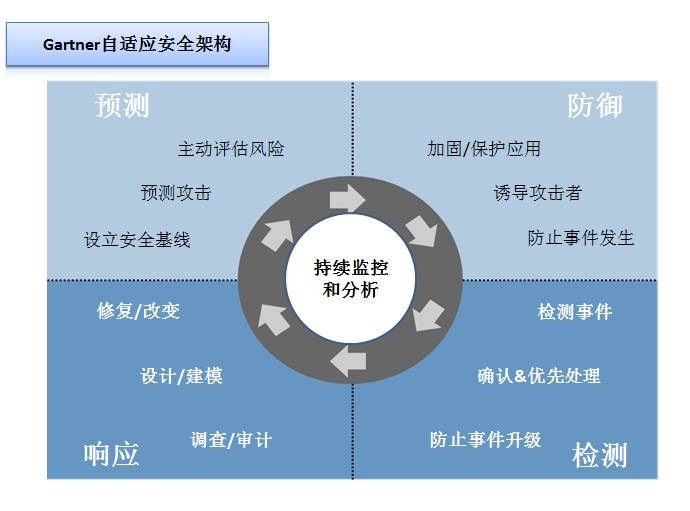 Gartner自适应安全架构
预测
主动评估风险
预测攻击
设立安全基线
防御
加固/保护应用
诱导攻击者
防止事件发生
持续监控
和分析
修复/改变
设计/建模
调查/审计
响应
检测事件
确认&优先处理
防止事件升级
检测